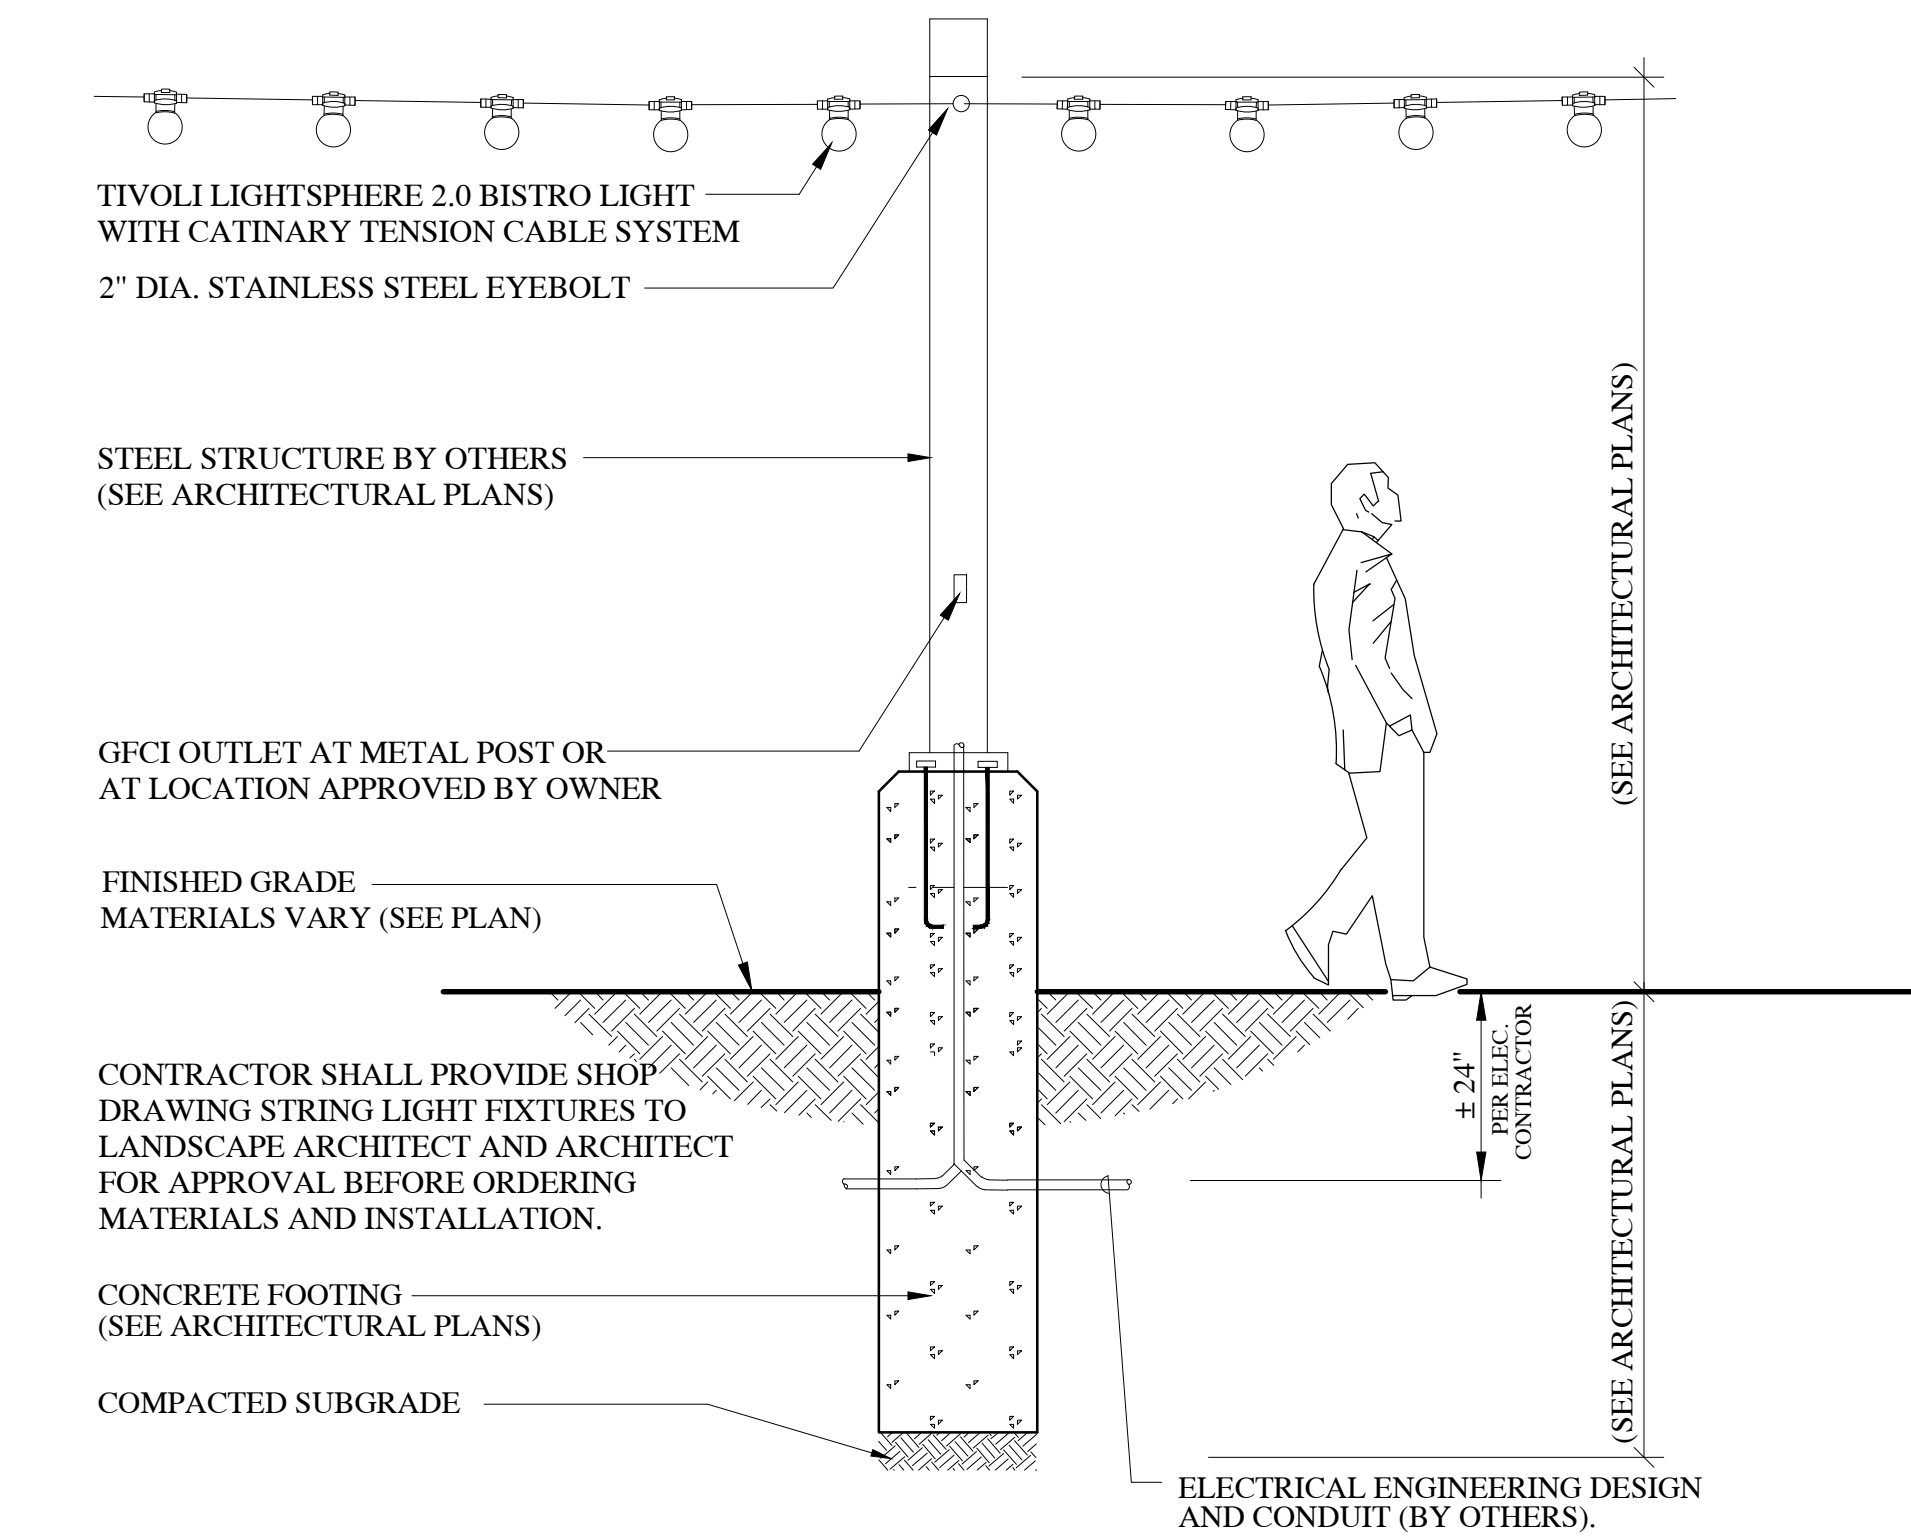 TIVOLI LIGHTSPHERE 2.0 BISTRO LIGHT
WITH CATINARY TENSION CABLE SYSTEM
2" DIA. STAINLESS STEEL EYEBOLT
STEEL STRUCTURE BY OTHERS
(SEE ARCHITECTURAL PLANS)
GFCI OUTLET AT METAL POST OR
AT LOCATION APPROVED BY OWNER
FINISHED GRADE
MATERIALS VARY (SEE PLAN)
CONTRACTOR SHALL PROVIDE SHOP
DRAWING STRING LIGHT FIXTURES TO
LANDSCAPE ARCHITECT AND ARCHITECT
FOR APPROVAL BEFORE ORDERING
MATERIALS AND INSTALLATION.
CONCRETE FOOTING
(SEE ARCHITECTURAL PLANS)
COMPACTED SUBGRADE
(SEE ARCHITECTURAL PLANS)
± 24"
PER ELEC.
CONTRACTOR
(SEE ARCHITECTURAL PLANS)
ELECTRICAL ENGINEERING DESIGN
AND CONDUIT (BY OTHERS).